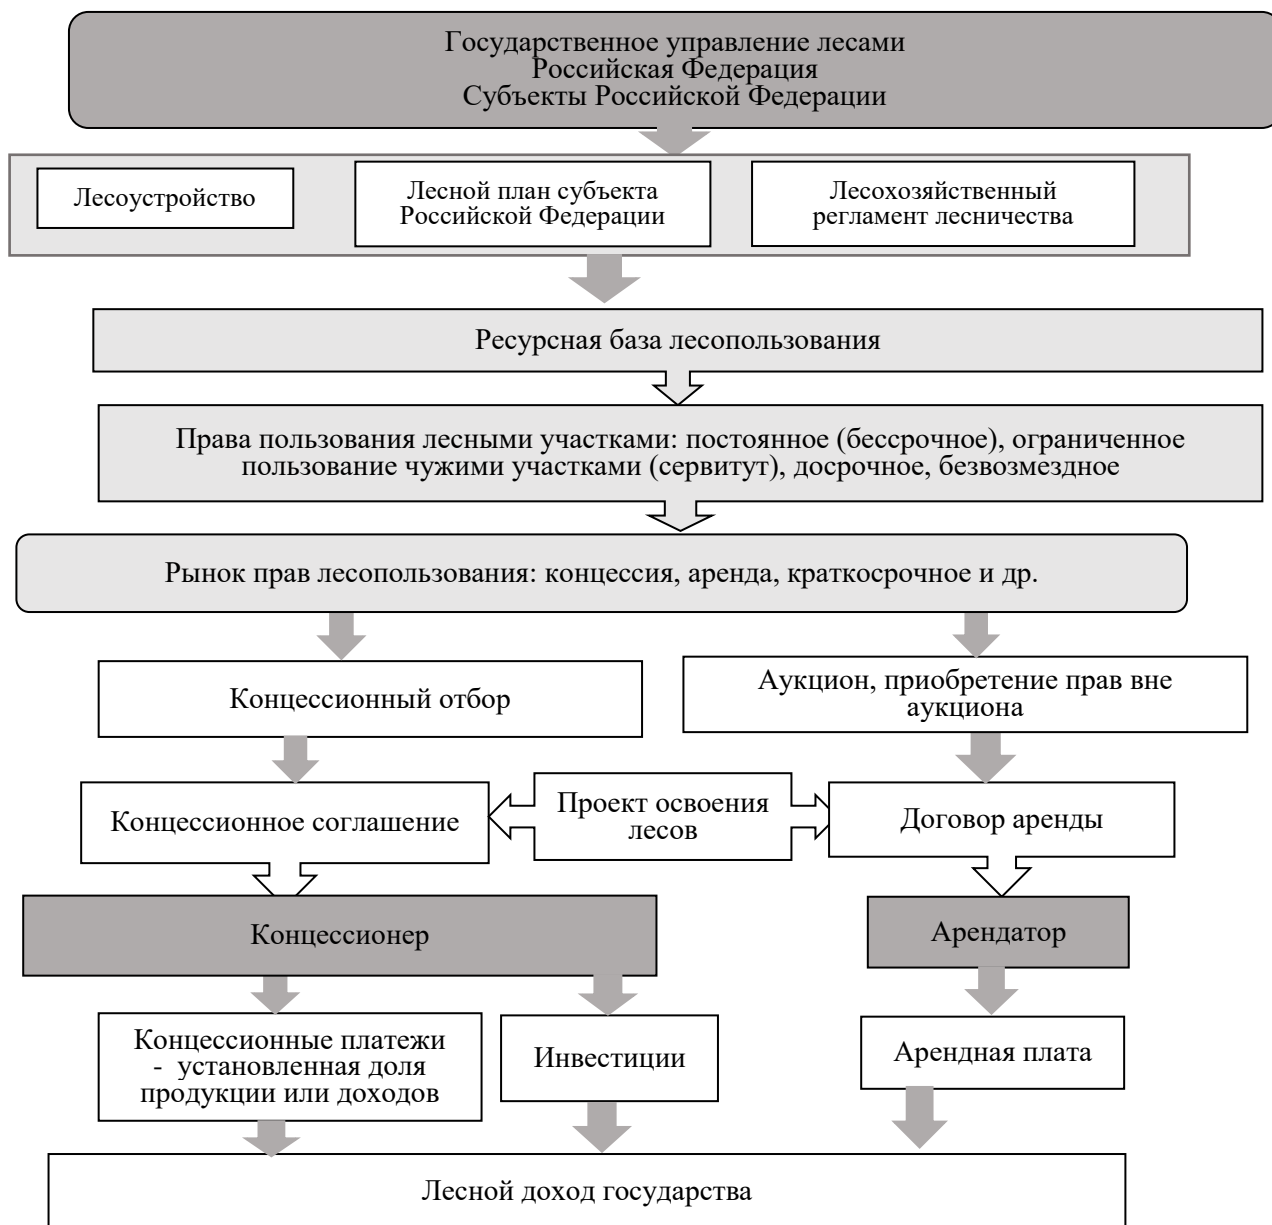 Государственное управление лесами
Российская Федерация
Субъекты Российской Федерации
Лесоустройство
Лесной план субъекта
Российской Федерации
Лесохозяйственный
регламент лесничества
Ресурсная база лесопользования
Права пользования лесными участками: постоянное (бессрочное), ограниченное
пользование чужими участками (сервитут), досрочное, безвозмездное
Рынок прав лесопользования: концессия, аренда, краткосрочное и др.
Концессионный отбор
Аукцион, приобретение прав вне
аукциона
Концессионное соглашение
Проект освоения
лесов
Договор аренды
Концессионер
Арендатор
Концессионные платежи
- установленная доля
продукции или доходов
Инвестиции
Арендная плата
Лесной доход государства